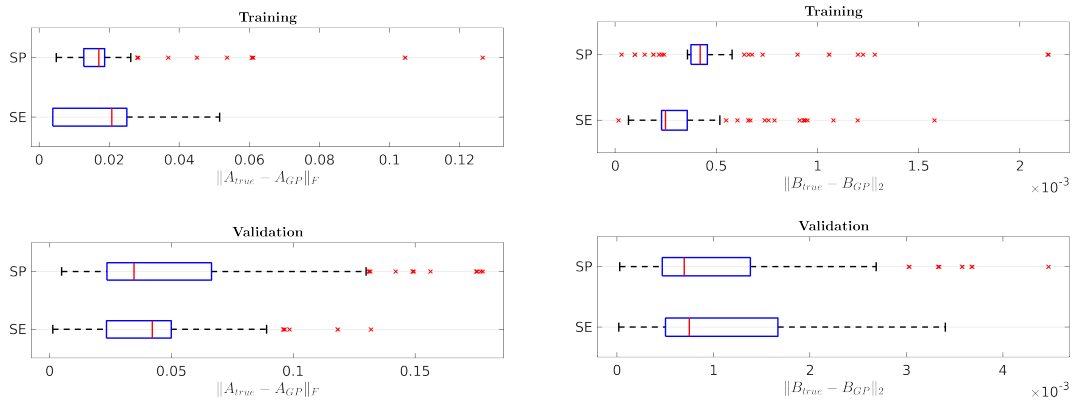 Training
SP
SE
0 0.02 0.04 0.06 0.08 0.1 0.12
‖A_true − A_GP‖_F
Training
SP
SE
0 0.5 1 1.5 2
×10^-3
‖B_true − B_GP‖_2
Validation
SP
SE
0 0.05 0.1 0.15
‖A_true − A_GP‖_F
Validation
SP
SE
0 1 2 3 4
×10^-3
‖B_true − B_GP‖_2